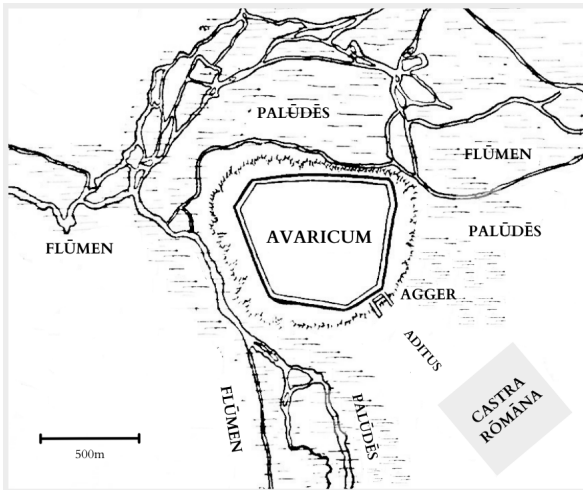 PALŪDĒS
FLŪMEN
AVARICUM
PALŪDĒS
FLŪMEN
AGGER
ADITUS
CASTRA
RŌMĀNA
FLŪMEN
PALŪDĒS
500m